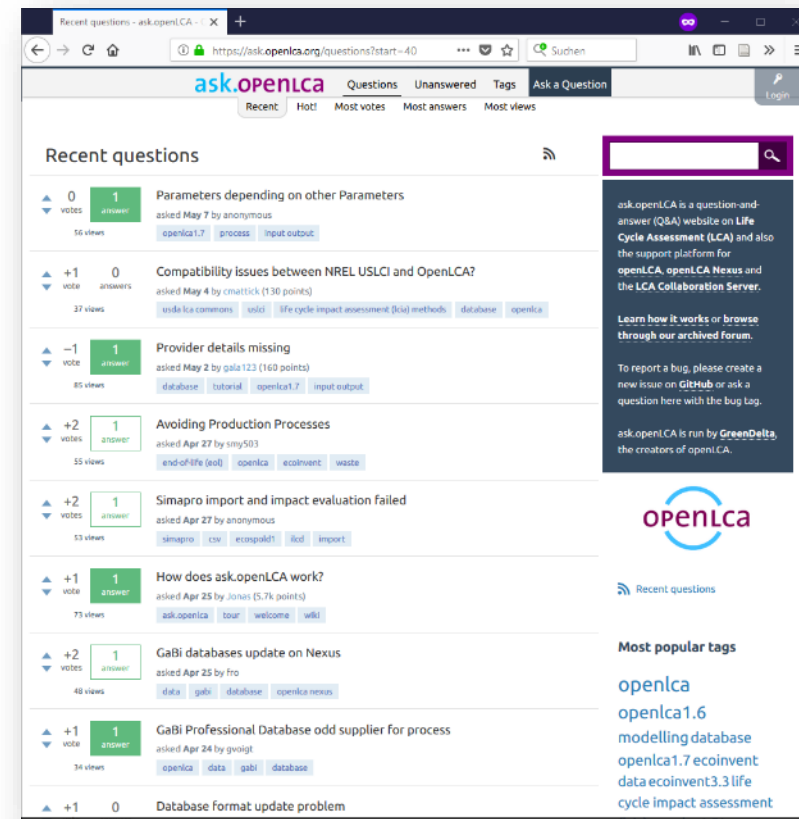 Recent questions - ask.openLCA -
https://ask.openlca.org/questions?start=40
Suchen
ask.openLCA
Questions Unanswered Tags Ask a Question
Login
Recent Hot! Most votes Most answers Most views
Recent questions
0 votes
1 answer
56 views
Parameters depending on other Parameters
asked May 7 by anonymous
openlca1.7 process input output
+1 vote
0 answers
37 views
Compatibility issues between NREL USLCI and OpenLCA?
asked May 4 by cmattick (130 points)
usda lca commons uslci life cycle impact assessment (lcia) methods database openlca
−1 vote
1 answer
85 views
Provider details missing
asked May 2 by gala123 (160 points)
database tutorial openlca1.7 input output
+2 votes
1 answer
55 views
Avoiding Production Processes
asked Apr 27 by smy503
end-of-life (eol) openlca ecoinvent waste
+2 votes
1 answer
53 views
Simapro import and impact evaluation failed
asked Apr 27 by anonymous
simapro csv ecospold1 ilcd import
+1 vote
1 answer
73 views
How does ask.openLCA work?
asked Apr 25 by Jonas (5.7k points)
ask.openlca tour welcome wiki
+2 votes
1 answer
48 views
GaBi databases update on Nexus
asked Apr 25 by fro
data gabi database openlca nexus
+1 vote
1 answer
34 views
GaBi Professional Database odd supplier for process
asked Apr 24 by gvoigt
openlca data gabi database
+1
0
Database format update problem
ask.openLCA is a question-and-
answer (Q&A) website on Life
Cycle Assessment (LCA) and also
the support platform for
openLCA, openLCA Nexus and
the LCA Collaboration Server.
Learn how it works or browse
through our archived forum.
To report a bug, please create a
new issue on GitHub or ask a
question here with the bug tag.
ask.openLCA is run by GreenDelta,
the creators of openLCA.
openLCA
Recent questions
Most popular tags
openlca
openlca1.6
modelling database
openlca1.7 ecoinvent
data ecoinvent3.3 life
cycle impact assessment